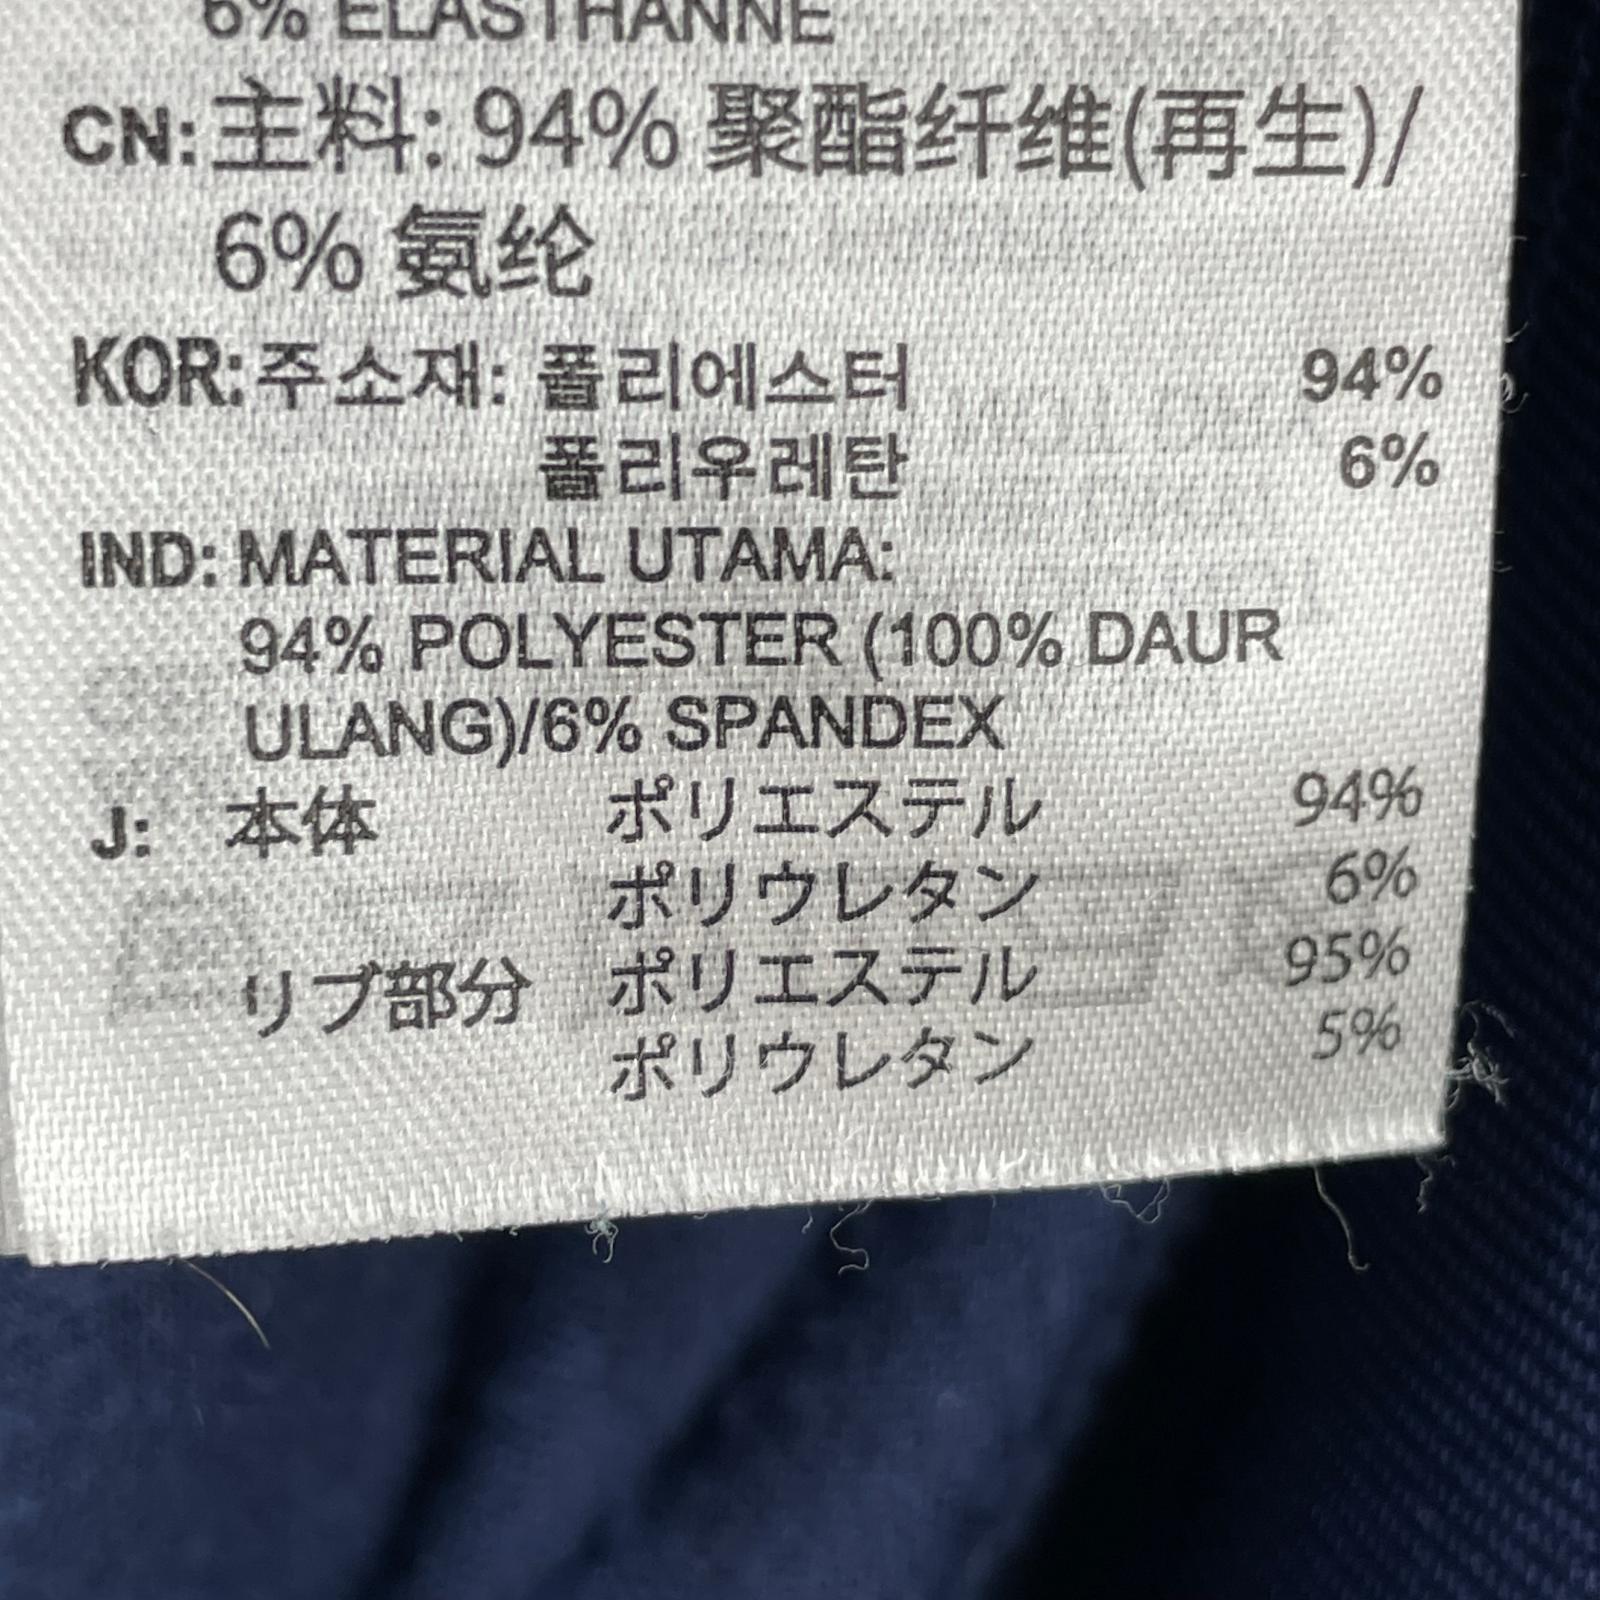 6% ELASTHANNE
CN: 主料: 94% 聚酯纤维(再生)/
6% 氨纶
KOR: 주소재: 폴리에스터 94%
폴리우레탄 6%
IND: MATERIAL UTAMA:
94% POLYESTER (100% DAUR
ULANG)/6% SPANDEX
J: 本体 ポリエステル 94%
ポリウレタン 6%
リブ部分 ポリエステル 95%
ポリウレタン 5%